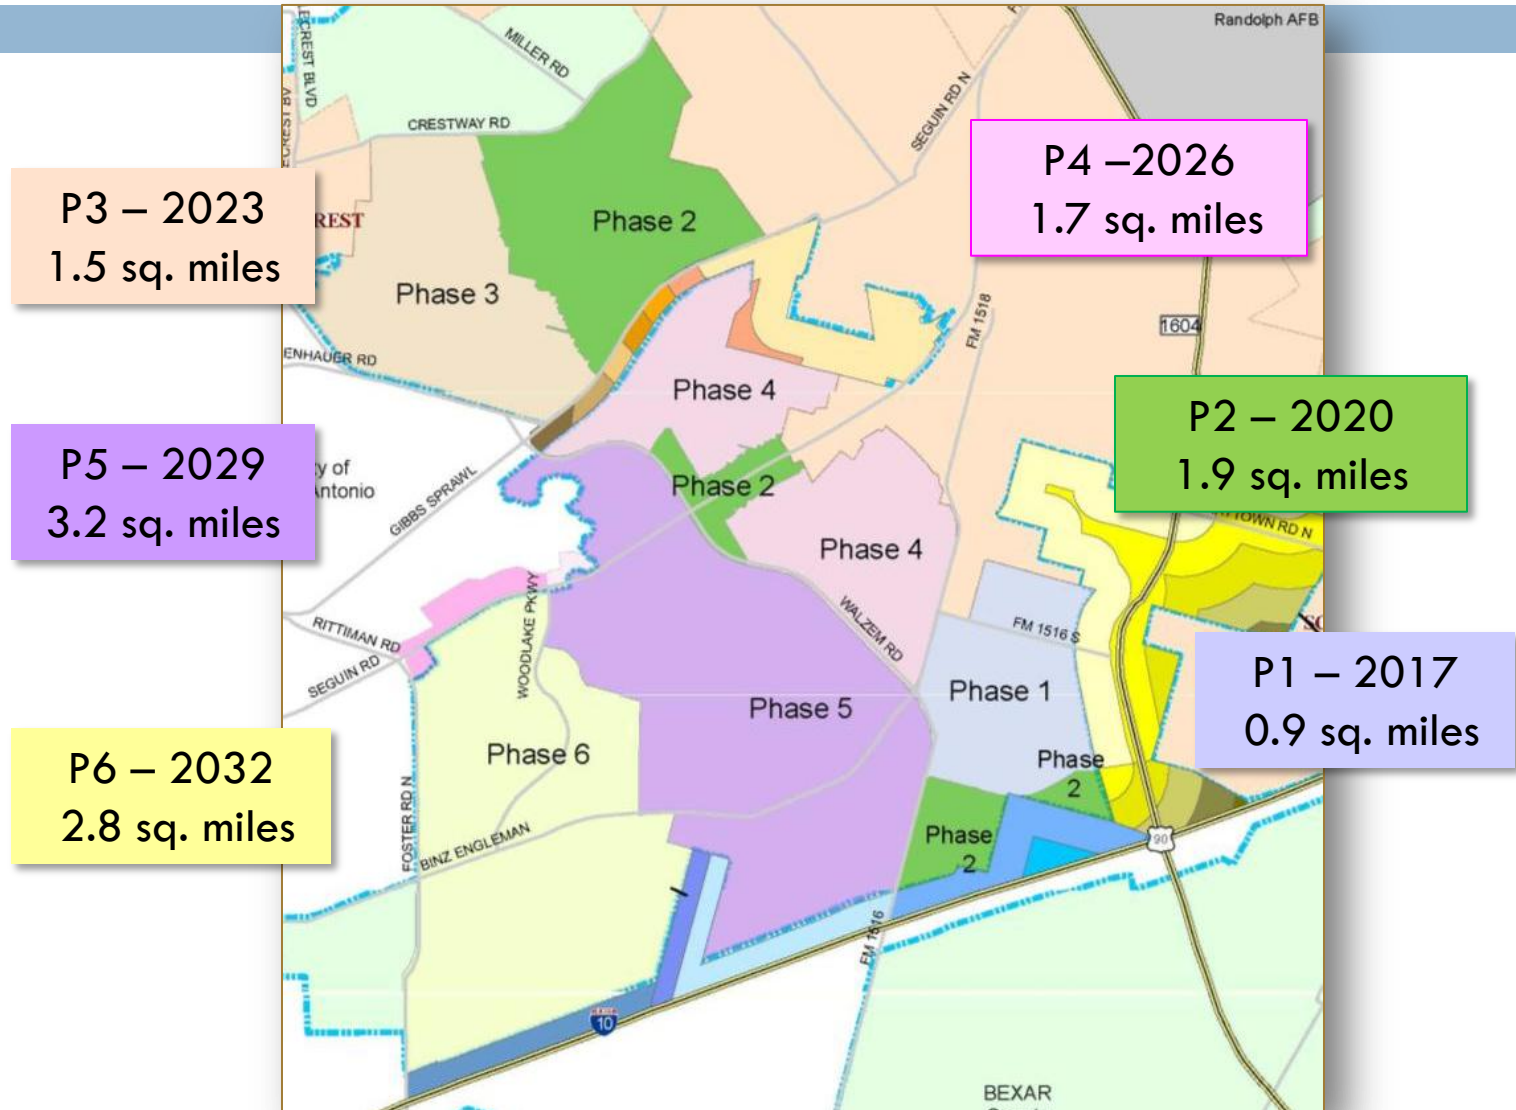 Randolph AFB
MILLER RD
CRESTWAY RD
SEGUIN RD N
P4 –2026
1.7 sq. miles
P3 – 2023
1.5 sq. miles
Phase 2
Phase 3
FM 1518
1604
Phase 4
P2 – 2020
1.9 sq. miles
P5 – 2029
3.2 sq. miles
GIBBS SPRAWL
Phase 2
Phase 4
RITTIMAN RD
SEGUIN RD
WOODLAKE PKWY
WALZEM RD
FM 1516 S
P1 – 2017
0.9 sq. miles
Phase 5
Phase 1
Phase 6
Phase
2
P6 – 2032
2.8 sq. miles
FOSTER RD N
BINZ ENGLEMAN
Phase
2
90
FM 1516
10
BEXAR